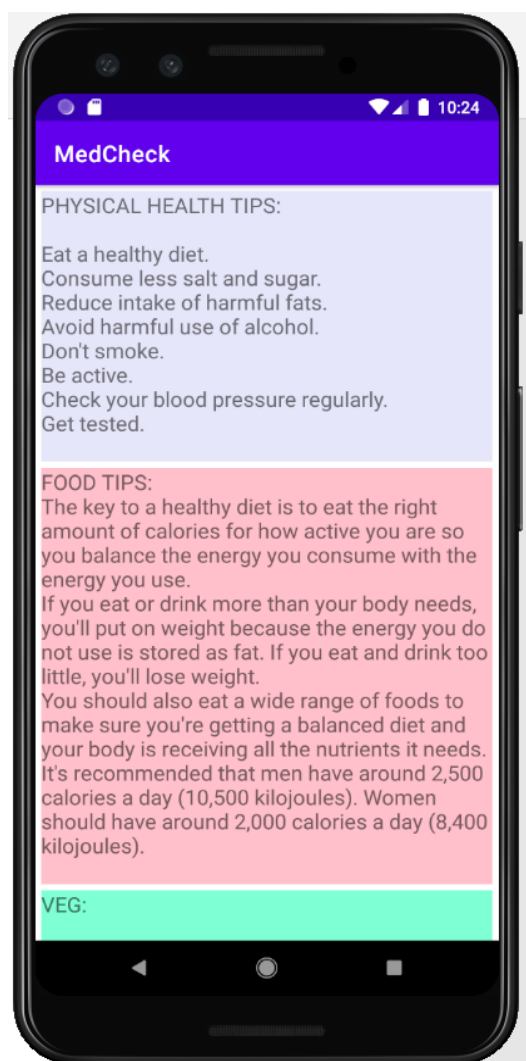 10:24
MedCheck
PHYSICAL HEALTH TIPS:
Eat a healthy diet.
Consume less salt and sugar.
Reduce intake of harmful fats.
Avoid harmful use of alcohol.
Don't smoke.
Be active.
Check your blood pressure regularly.
Get tested.
FOOD TIPS:
The key to a healthy diet is to eat the right
amount of calories for how active you are so
you balance the energy you consume with the
energy you use.
If you eat or drink more than your body needs,
you'll put on weight because the energy you do
not use is stored as fat. If you eat and drink too
little, you'll lose weight.
You should also eat a wide range of foods to
make sure you're getting a balanced diet and
your body is receiving all the nutrients it needs.
It's recommended that men have around 2,500
calories a day (10,500 kilojoules). Women
should have around 2,000 calories a day (8,400
kilojoules).
VEG: